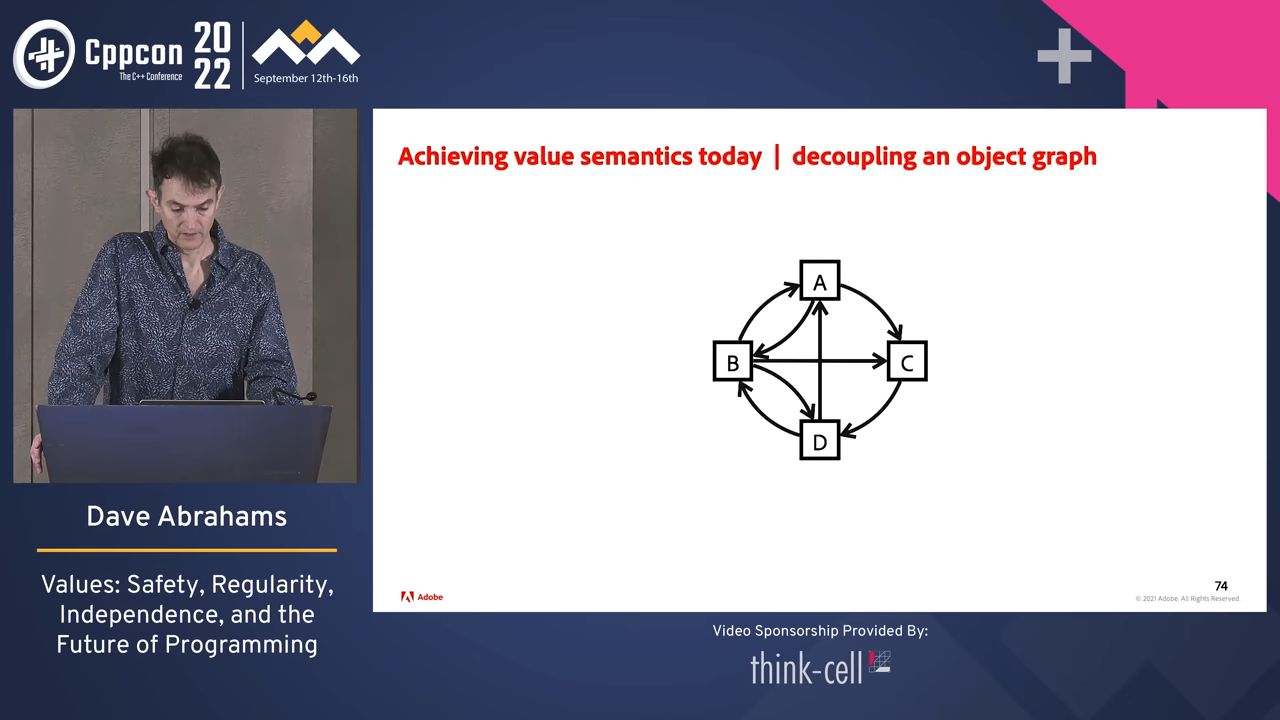 Cppcon
The C++ Conference
20
22
September 12th-16th
Achieving value semantics today | decoupling an object graph
A
B
C
D
Adobe
74
© 2021 Adobe. All Rights Reserved.
Dave Abrahams
Values: Safety, Regularity,
Independence, and the
Future of Programming
Video Sponsorship Provided By:
think-cell